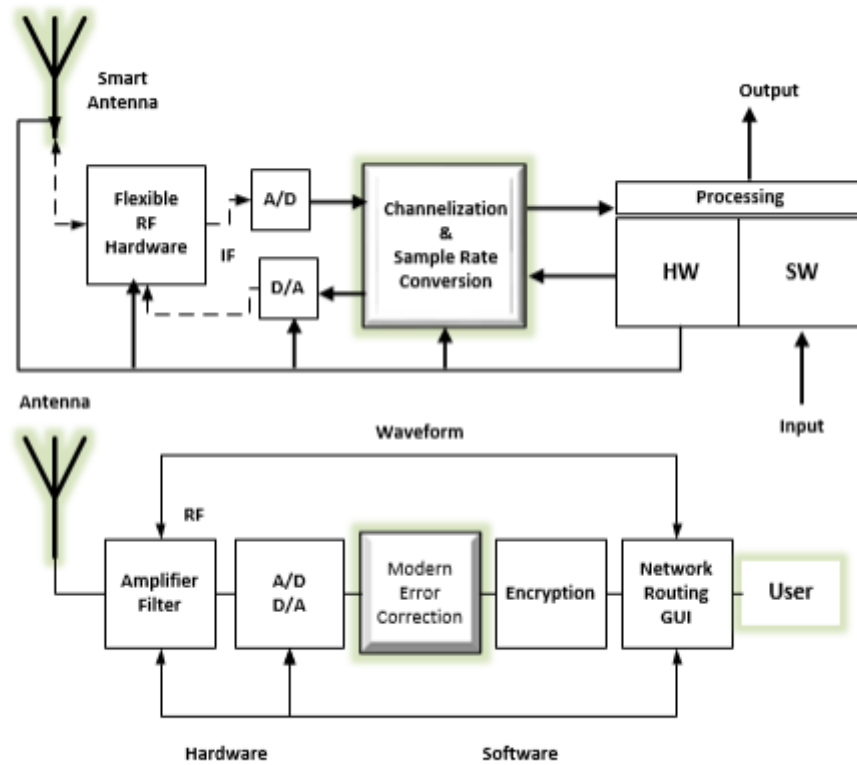 Smart
Antenna
Output
Flexible
RF
Hardware
IF
A/D
D/A
Channelization
&
Sample Rate
Conversion
Processing
HW
SW
Input
Antenna
Waveform
RF
Amplifier
Filter
A/D
D/A
Modern
Error
Correction
Encryption
Network
Routing
GUI
User
Hardware
Software